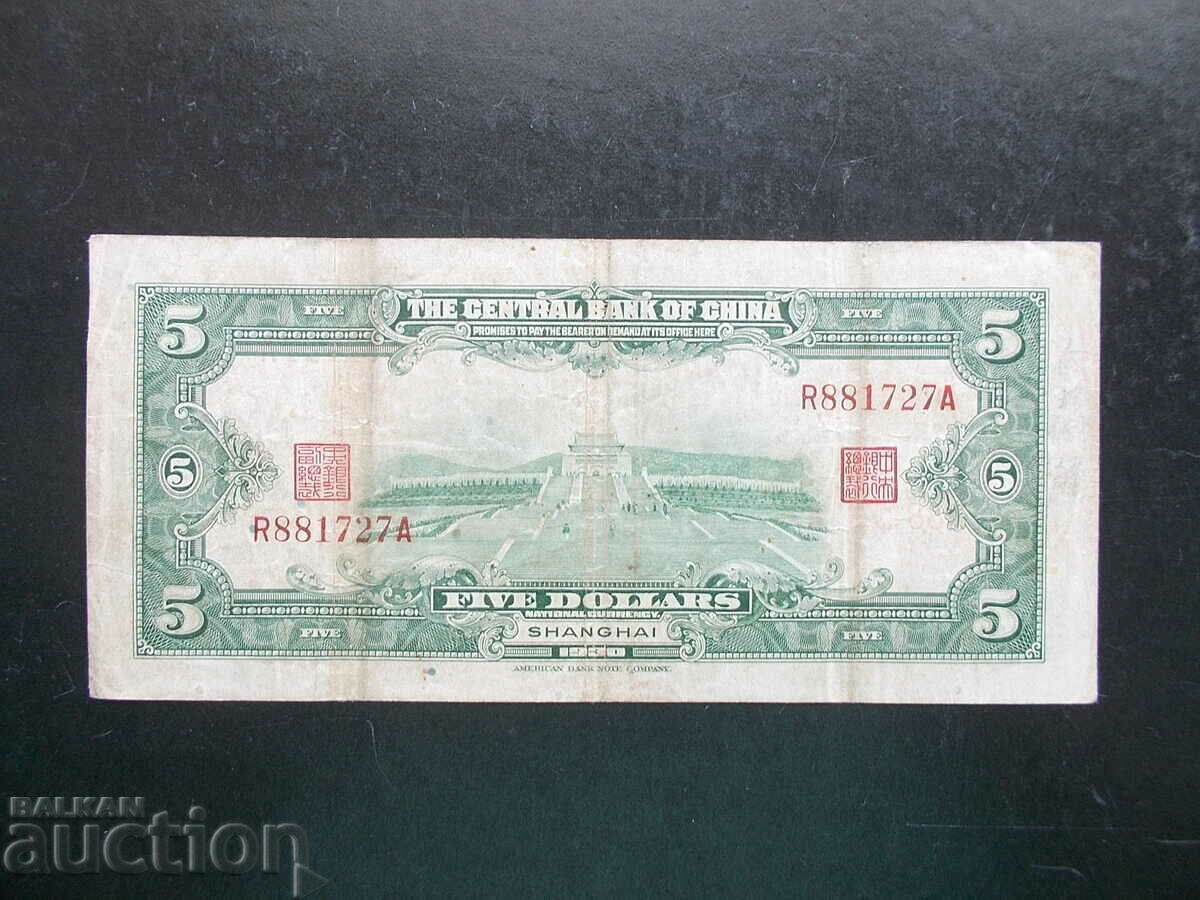 5 FIVE THE CENTRAL BANK OF CHINA FIVE 5
PROMISES TO PAY THE BEARER ON DEMAND AT ITS OFFICE HERE
R881727A
5 5
R881727A
FIVE DOLLARS
NATIONAL CURRENCY
5 FIVE SHANGHAI FIVE 5
1930
AMERICAN BANK NOTE COMPANY.
BALKAN
auction